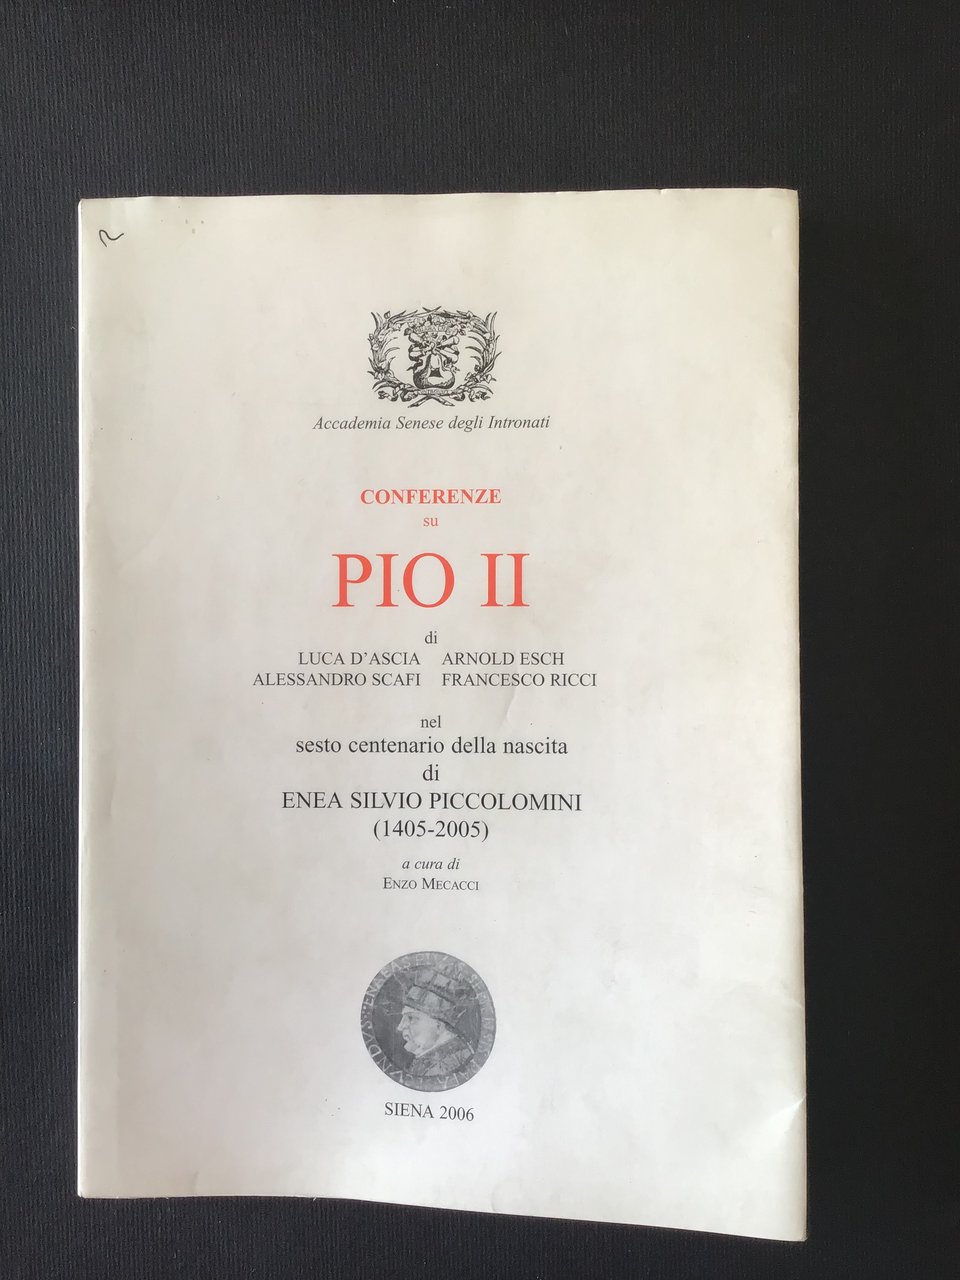 Accademia Senese degli Intronati
CONFERENZE
su
PIO II
di
LUCA D'ASCIA ARNOLD ESCH
ALESSANDRO SCAFI FRANCESCO RICCI
nel
sesto centenario della nascita
di
ENEA SILVIO PICCOLOMINI
(1405-2005)
a cura di
ENZO MECACCI
SIENA 2006